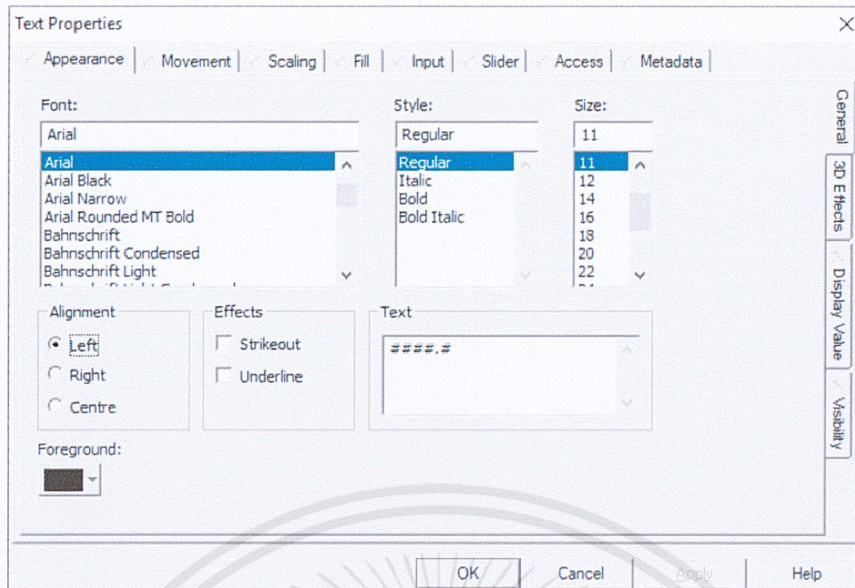 Text Properties
Appearance Movement Scaling Fill Input Slider Access Metadata
Font: Style: Size:
Arial Regular 11
Arial Regular 11
Arial Black Italic 12
Arial Narrow Bold 14
Arial Rounded MT Bold Bold Italic 16
Bahnschrift 18
Bahnschrift Condensed 20
Bahnschrift Light 22
Alignment Effects Text
Left Strikeout ####.#
Right Underline
Centre
Foreground:
General
3D Effects
Display Value
Visibility
OK Cancel Apply Help